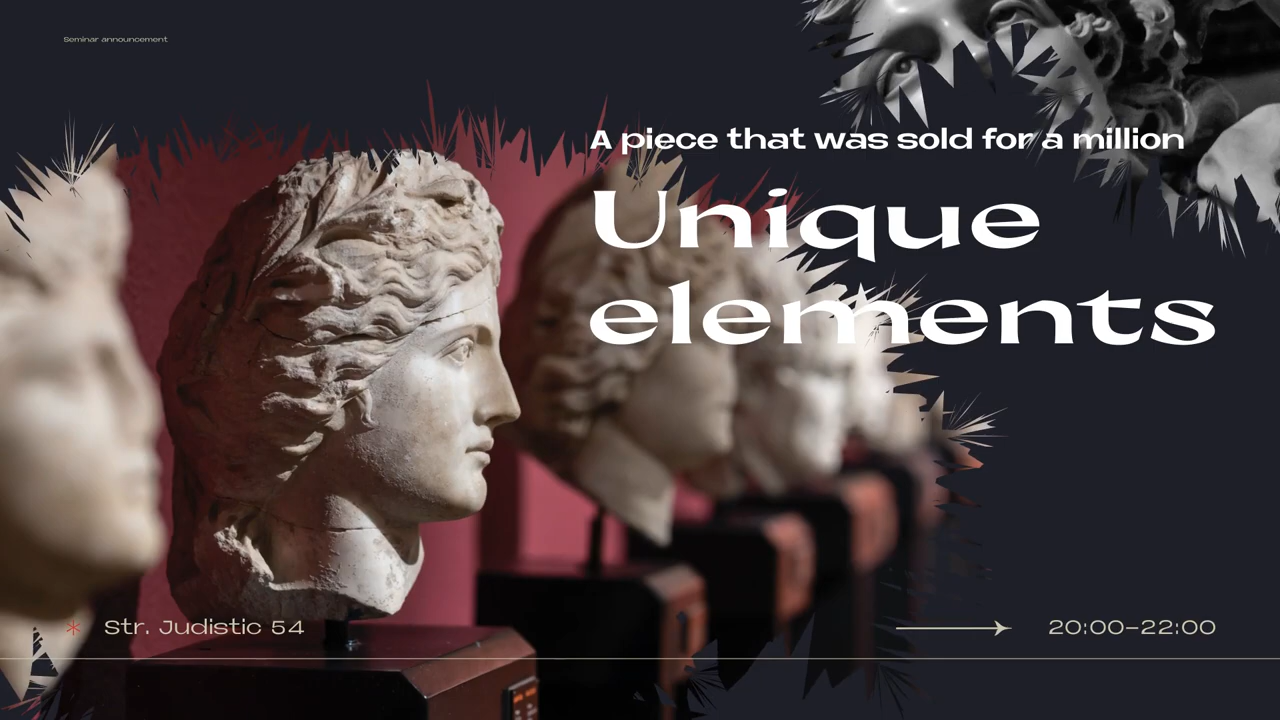 Seminar announcement
A piece that was sold for a million
Unique
elements
* Str. Judistic 54
20:00-22:00